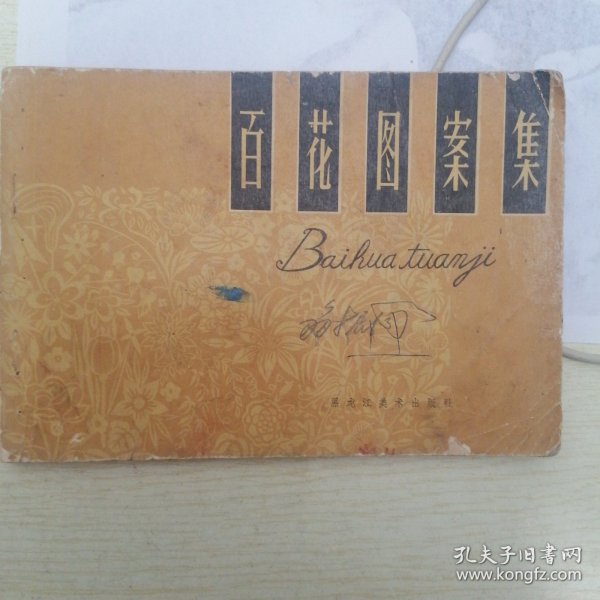 百花图案集
Baihua tuanji
黑龙江美术出版社
孔夫子旧书网
www.kongfz.com